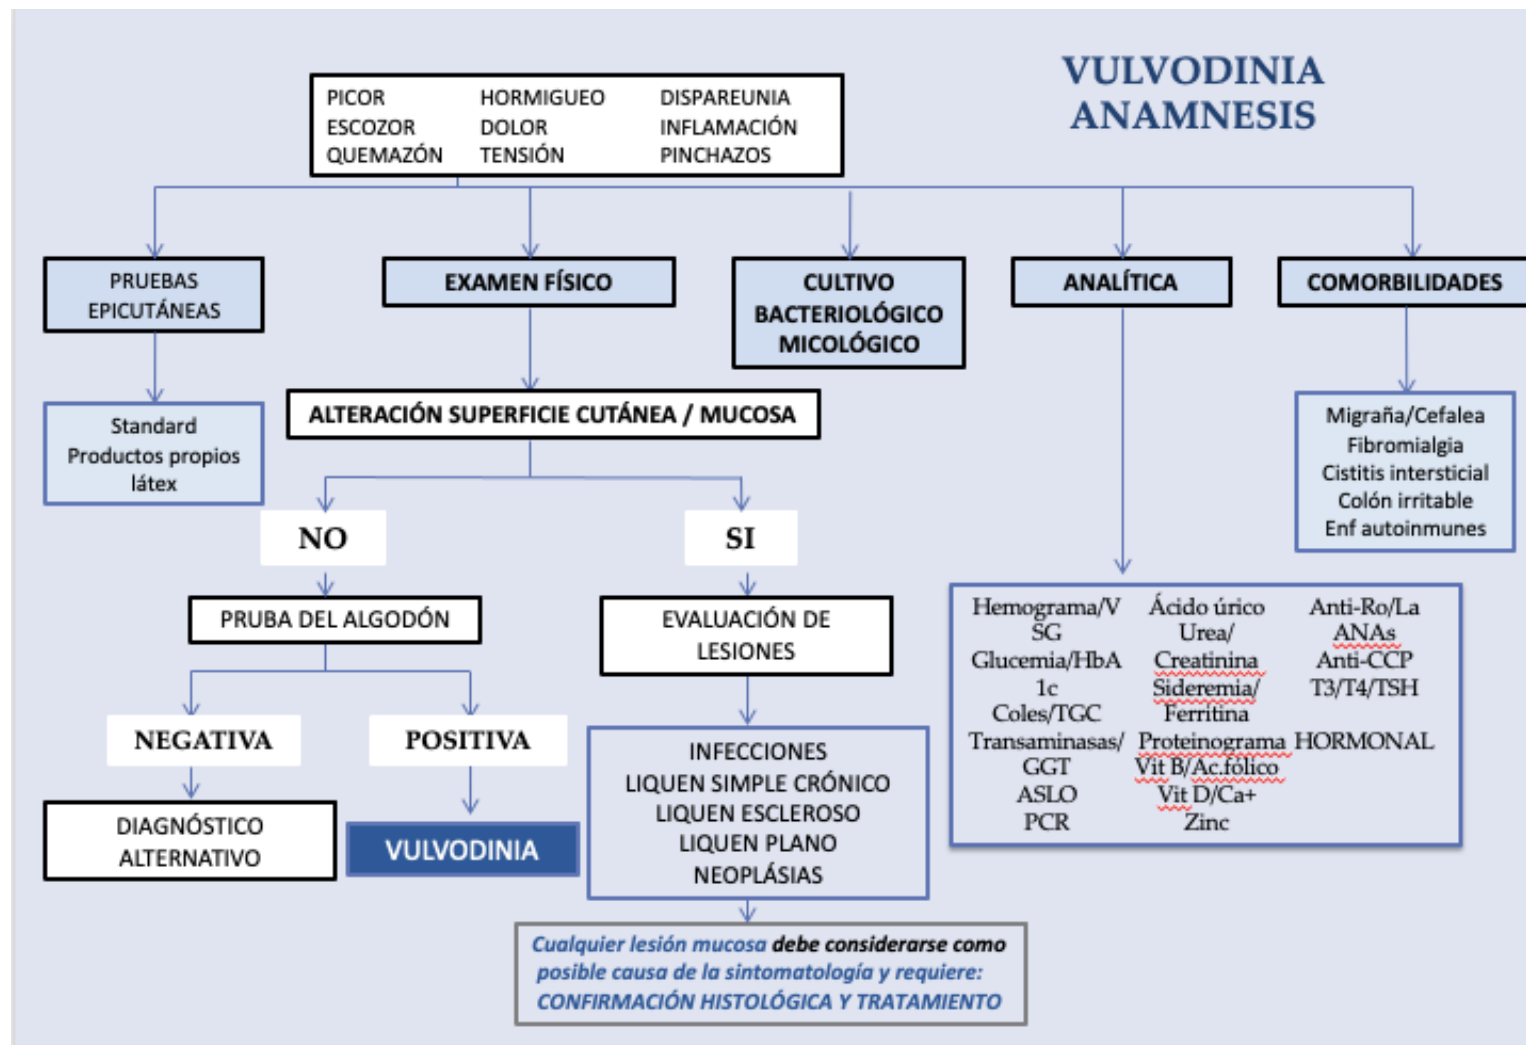 VULVODINIA
ANAMNESIS
PICOR HORMIGUEO DISPAREUNIA
ESCOZOR DOLOR INFLAMACIÓN
QUEMAZÓN TENSIÓN PINCHAZOS
PRUEBAS
EPICUTÁNEAS
EXAMEN FÍSICO
CULTIVO
BACTERIOLÓGICO
MICOLÓGICO
ANALÍTICA
COMORBILIDADES
Standard
Productos propios
látex
ALTERACIÓN SUPERFICIE CUTÁNEA / MUCOSA
Migraña/Cefalea
Fibromialgia
Cistitis intersticial
Colón irritable
Enf autoinmunes
NO
SI
PRUBA DEL ALGODÓN
EVALUACIÓN DE
LESIONES
NEGATIVA
POSITIVA
DIAGNÓSTICO
ALTERNATIVO
VULVODINIA
INFECCIONES
LIQUEN SIMPLE CRÓNICO
LIQUEN ESCLEROSO
LIQUEN PLANO
NEOPLÁSIAS
Hemograma/V
SG
Glucemia/HbA
1c
Coles/TGC
Transaminasas/
GGT
ASLO
PCR
Ácido úrico
Urea/
Creatinina
Sideremia/
Ferritina
Proteinograma
Vit B/Ac.fólico
Vit D/Ca+
Zinc
Anti-Ro/La
ANAs
Anti-CCP
T3/T4/TSH
HORMONAL
Cualquier lesión mucosa debe considerarse como
posible causa de la sintomatología y requiere:
CONFIRMACIÓN HISTOLÓGICA Y TRATAMIENTO